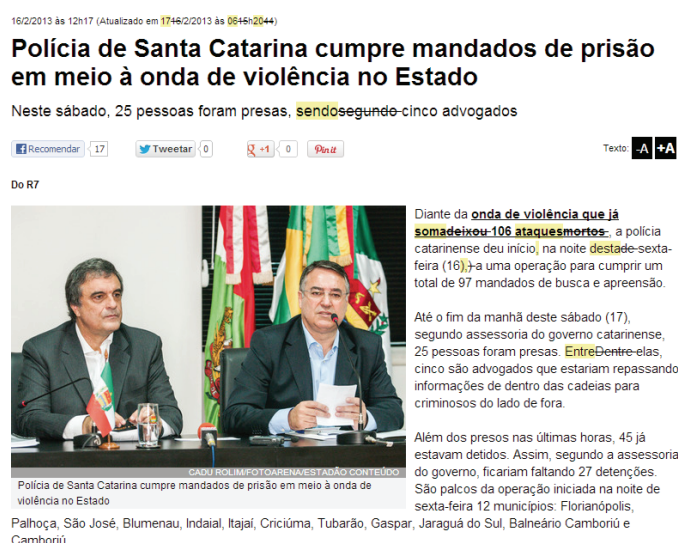 16/2/2013 às 12h17 (Atualizado em 1716/2/2013 às 0615h2044)
Polícia de Santa Catarina cumpre mandados de prisão
em meio à onda de violência no Estado
Neste sábado, 25 pessoas foram presas, sendosegundo cinco advogados
Recomendar 17 Tweetar 0 +1 0 Pin it Texto: -A +A
Do R7
Diante da onda de violência que já
somadeixou 106 ataquesmortos , a polícia
catarinense deu início, na noite destade sexta-
feira (16),) a uma operação para cumprir um
total de 97 mandados de busca e apreensão.
Até o fim da manhã deste sábado (17),
segundo assessoria do governo catarinense,
25 pessoas foram presas. EntreDentre elas,
cinco são advogados que estariam repassando
informações de dentro das cadeias para
criminosos do lado de fora.
CADU ROLIM/FOTOARENA/ESTADÃO CONTEÚDO
Polícia de Santa Catarina cumpre mandados de prisão em meio à onda de
violência no Estado
Além dos presos nas últimas horas, 45 já
estavam detidos. Assim, segundo a assessoria
do governo, ficariam faltando 27 detenções.
São palcos da operação iniciada na noite de
sexta-feira 12 municípios: Florianópolis,
Palhoça, São José, Blumenau, Indaial, Itajaí, Criciúma, Tubarão, Gaspar, Jaraguá do Sul, Balneário Camboriú e
Camboriú